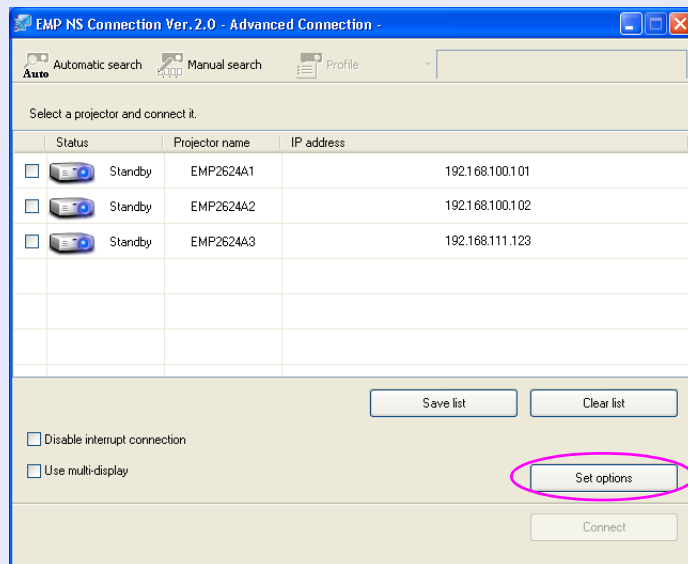 EMP NS Connection Ver.2.0 - Advanced Connection -
Auto Automatic search Manual search Profile
Select a projector and connect it.
Status Projector name IP address
Standby EMP2624A1 192.168.100.101
Standby EMP2624A2 192.168.100.102
Standby EMP2624A3 192.168.111.123
Save list Clear list
Disable interrupt connection
Use multi-display Set options
Connect